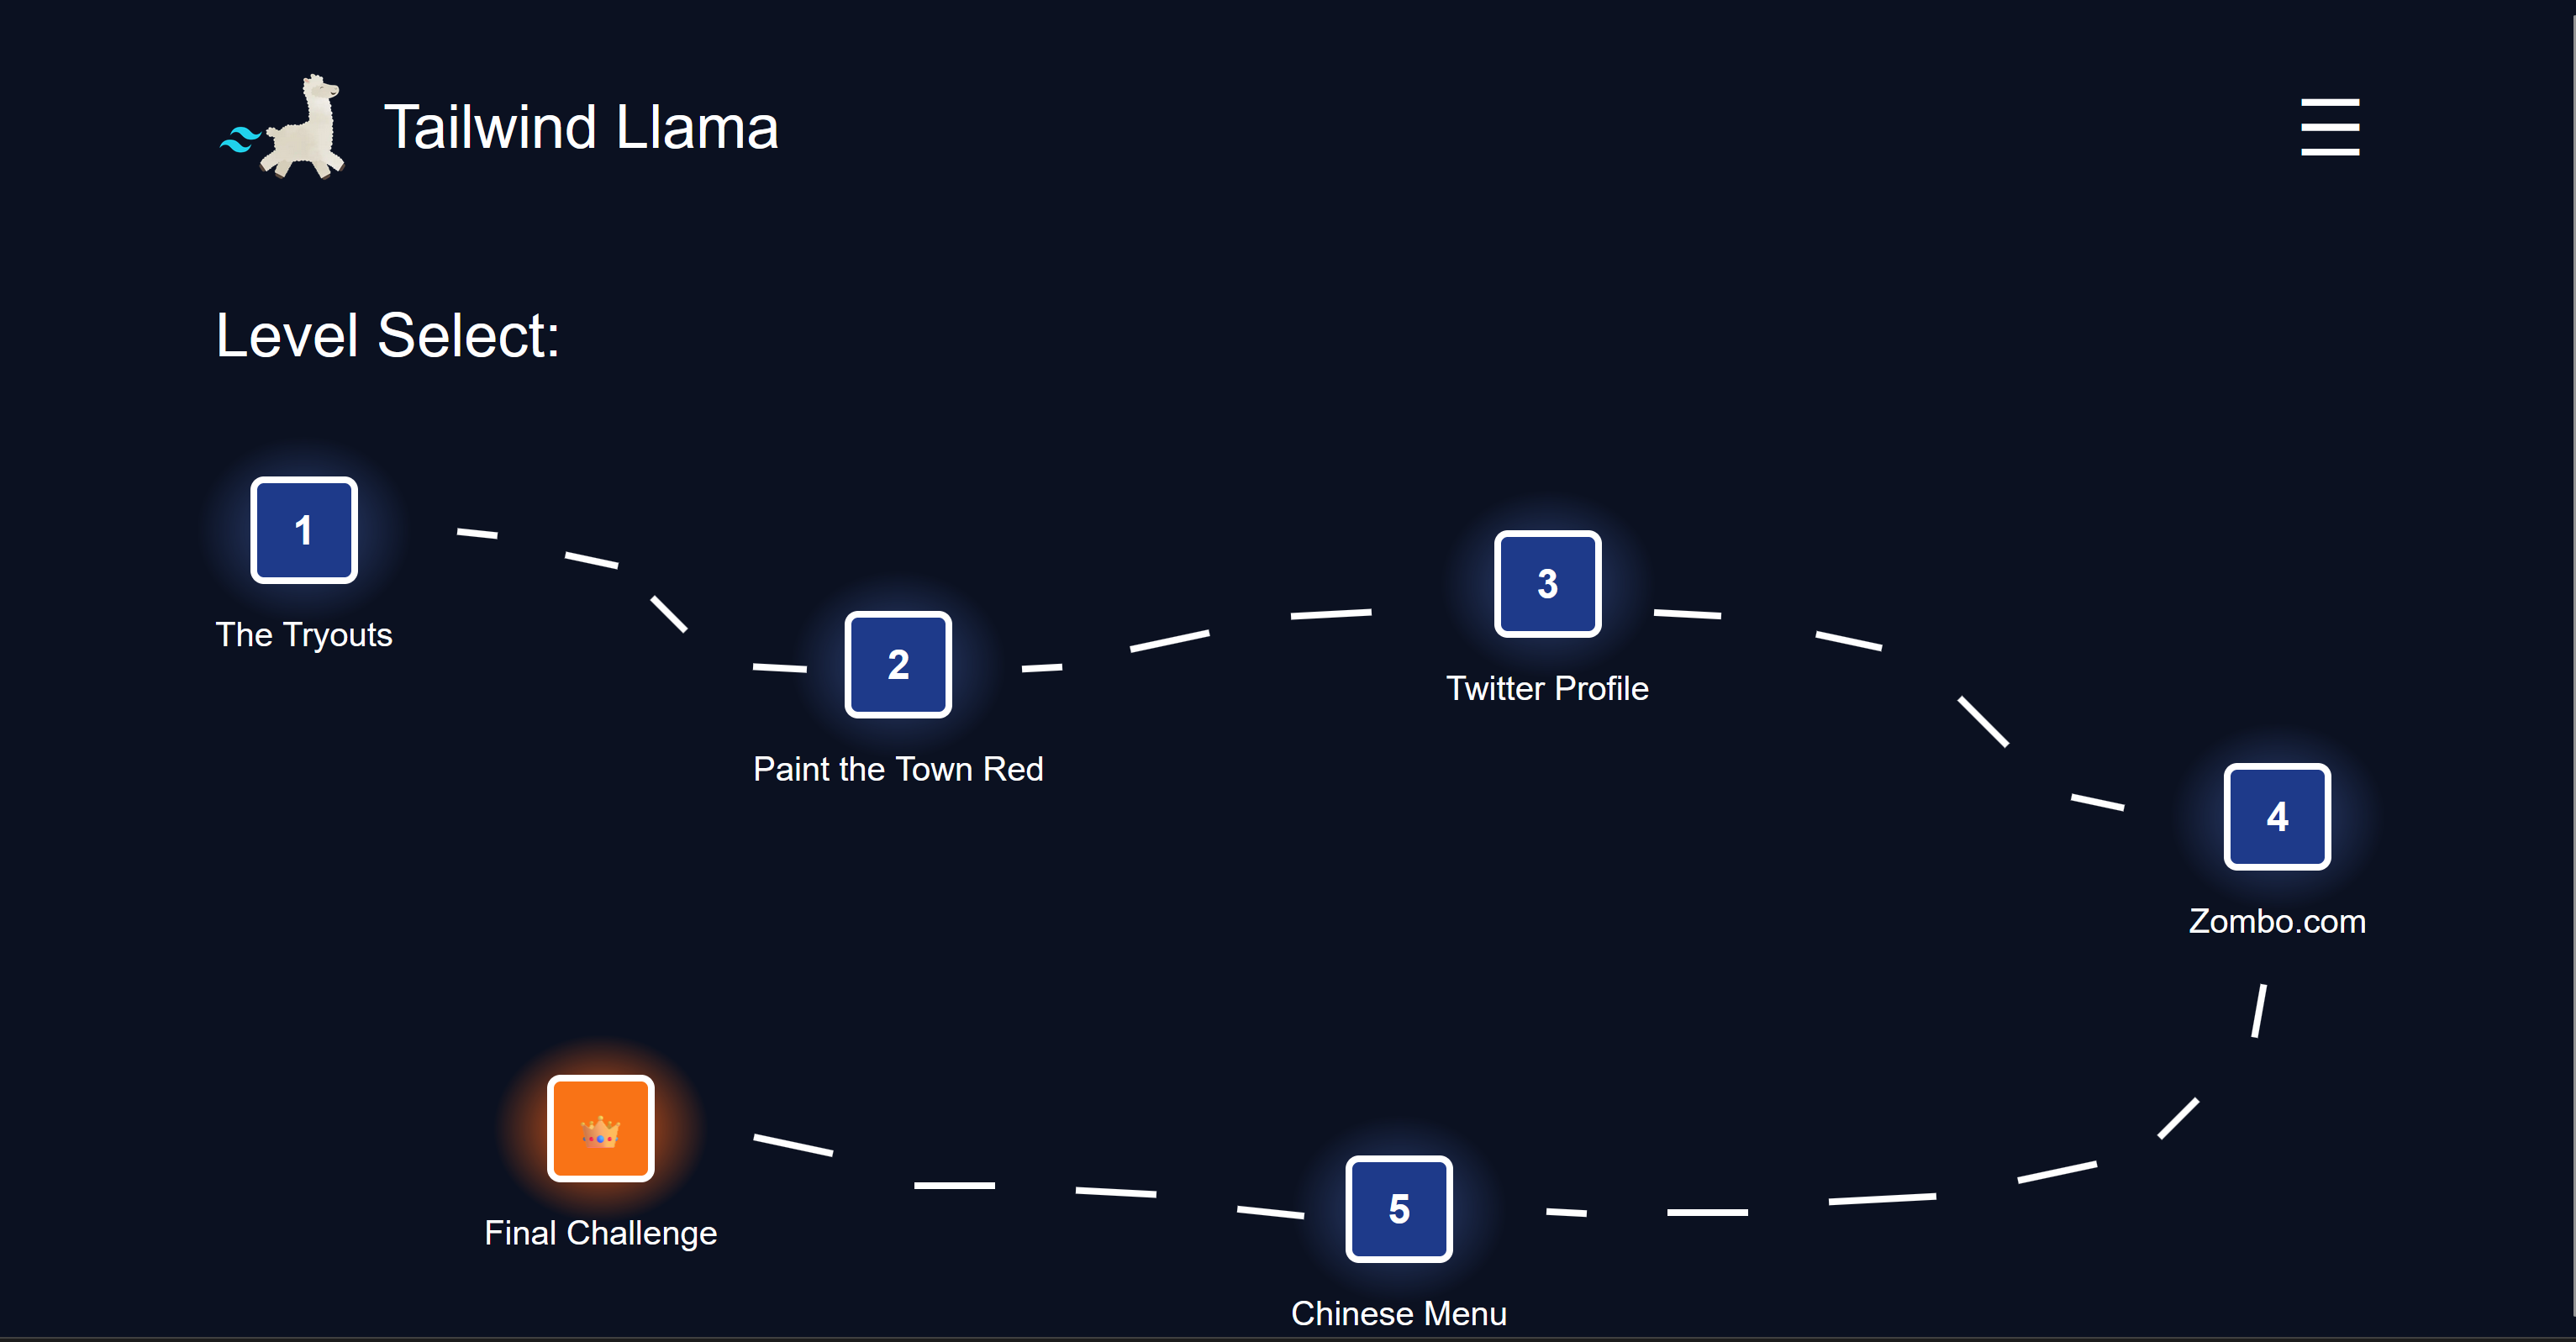 Tailwind Llama
Level Select:
1
The Tryouts
2
Paint the Town Red
3
Twitter Profile
4
Zombo.com
5
Chinese Menu
Final Challenge